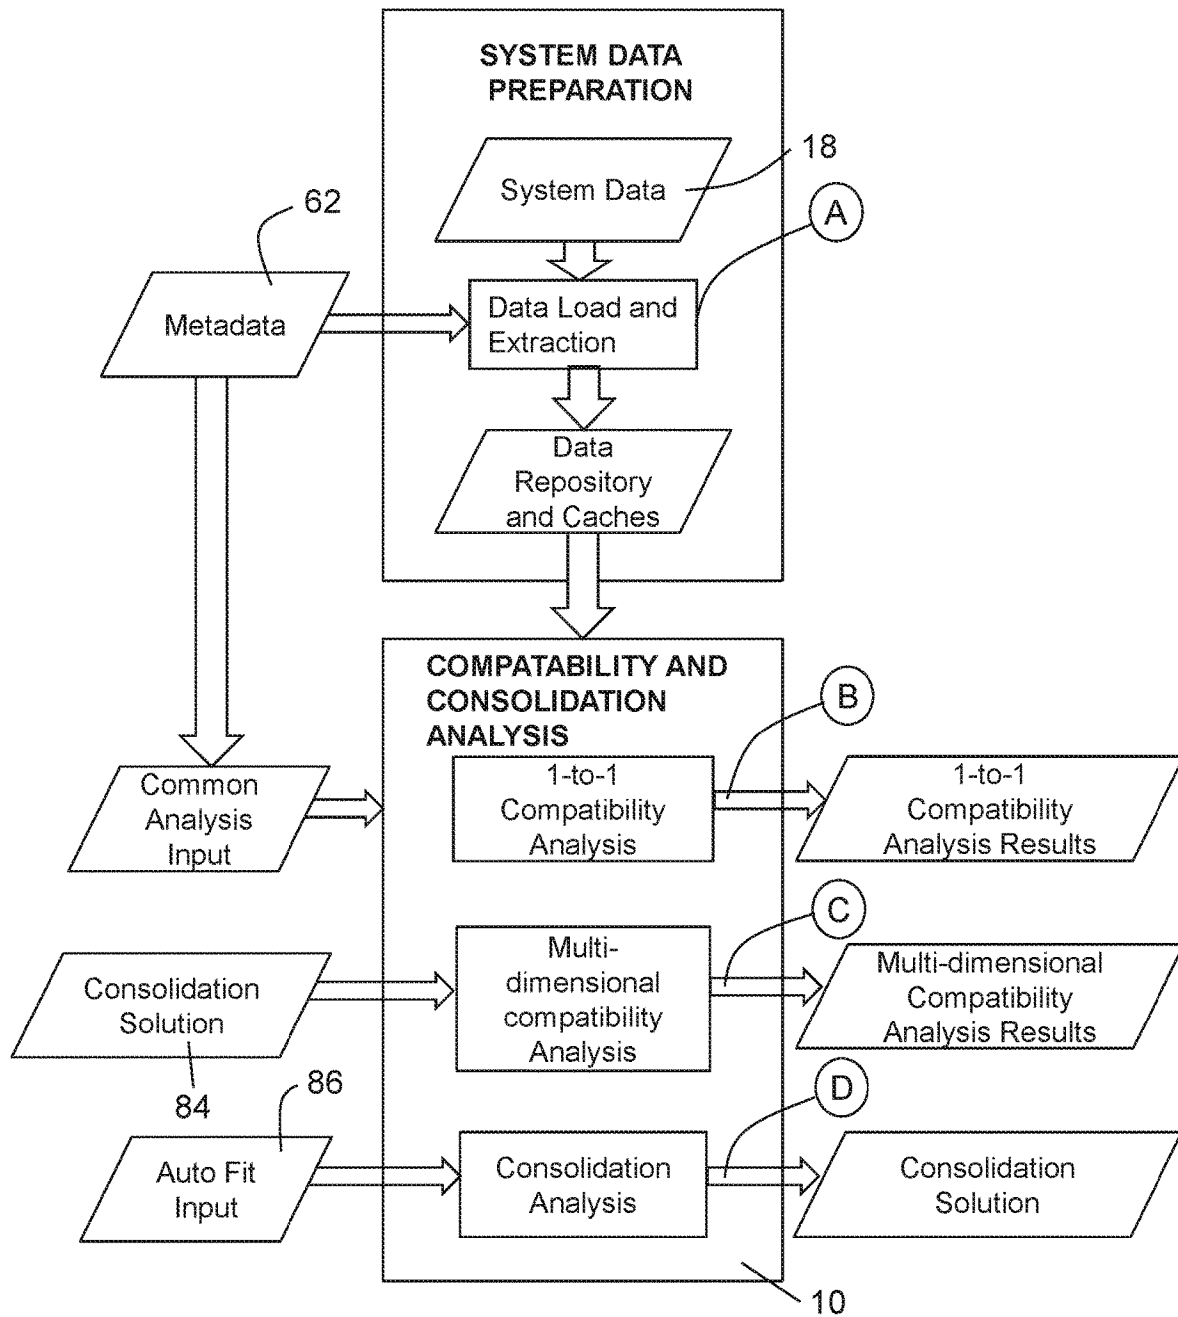 SYSTEM DATA
PREPARATION
System Data
18
A
62
Metadata
Data Load and
Extraction
Data
Repository
and Caches
COMPATABILITY AND
CONSOLIDATION
ANALYSIS
B
Common
Analysis
Input
1-to-1
Compatibility
Analysis
1-to-1
Compatibility
Analysis Results
C
Consolidation
Solution
84
Multi-
dimensional
compatibility
Analysis
Multi-dimensional
Compatibility
Analysis Results
86
D
Auto Fit
Input
Consolidation
Analysis
Consolidation
Solution
10